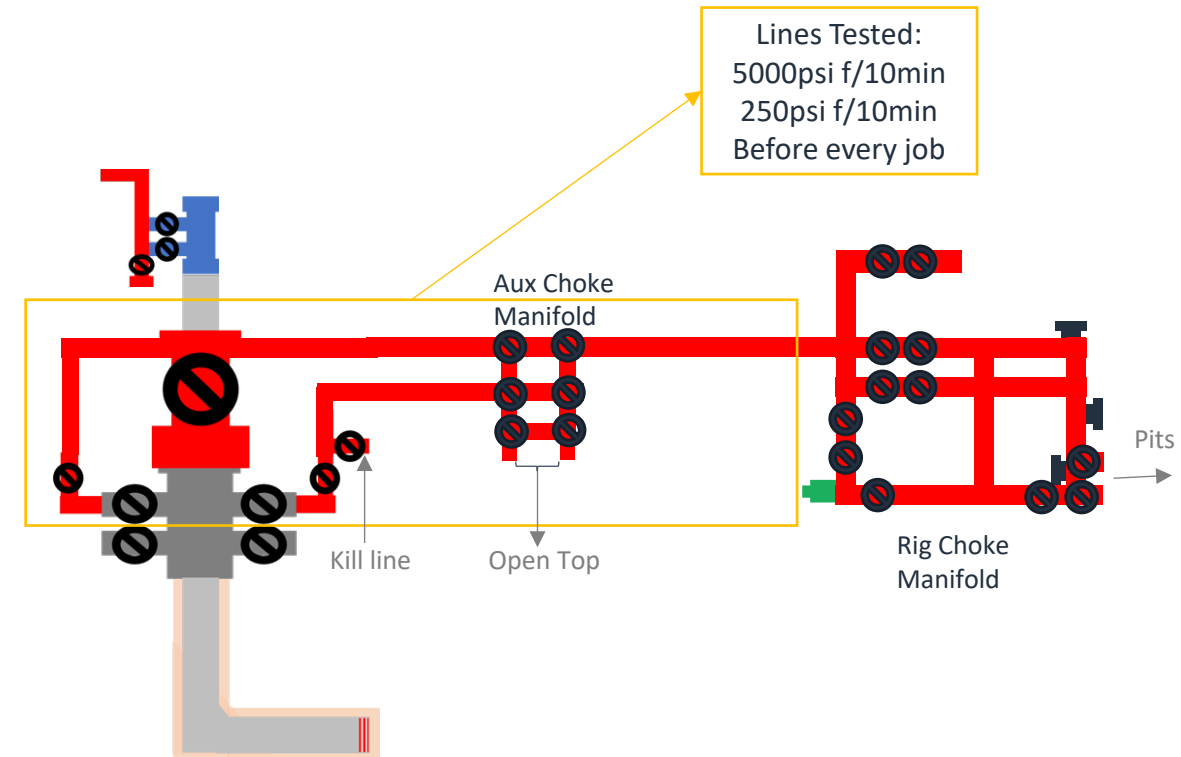 Lines Tested:
5000psi f/10min
250psi f/10min
Before every job
Aux Choke
Manifold
Pits
Kill line
Open Top
Rig Choke
Manifold